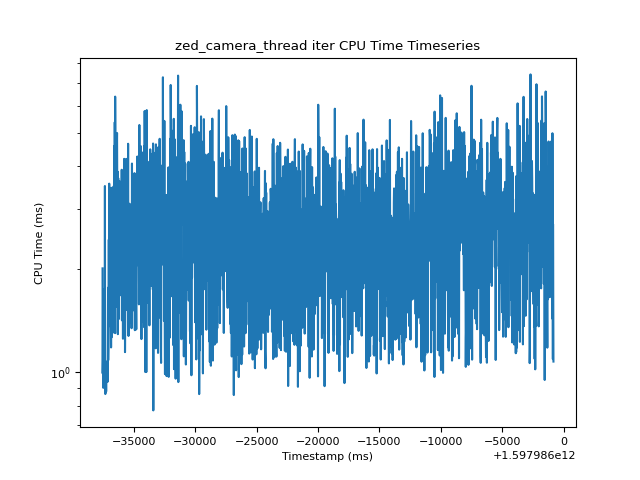 zed_camera_thread iter CPU Time Timeseries
CPU Time (ms)
10⁰
−35000 −30000 −25000 −20000 −15000 −10000 −5000 0
Timestamp (ms)
+1.597986e12